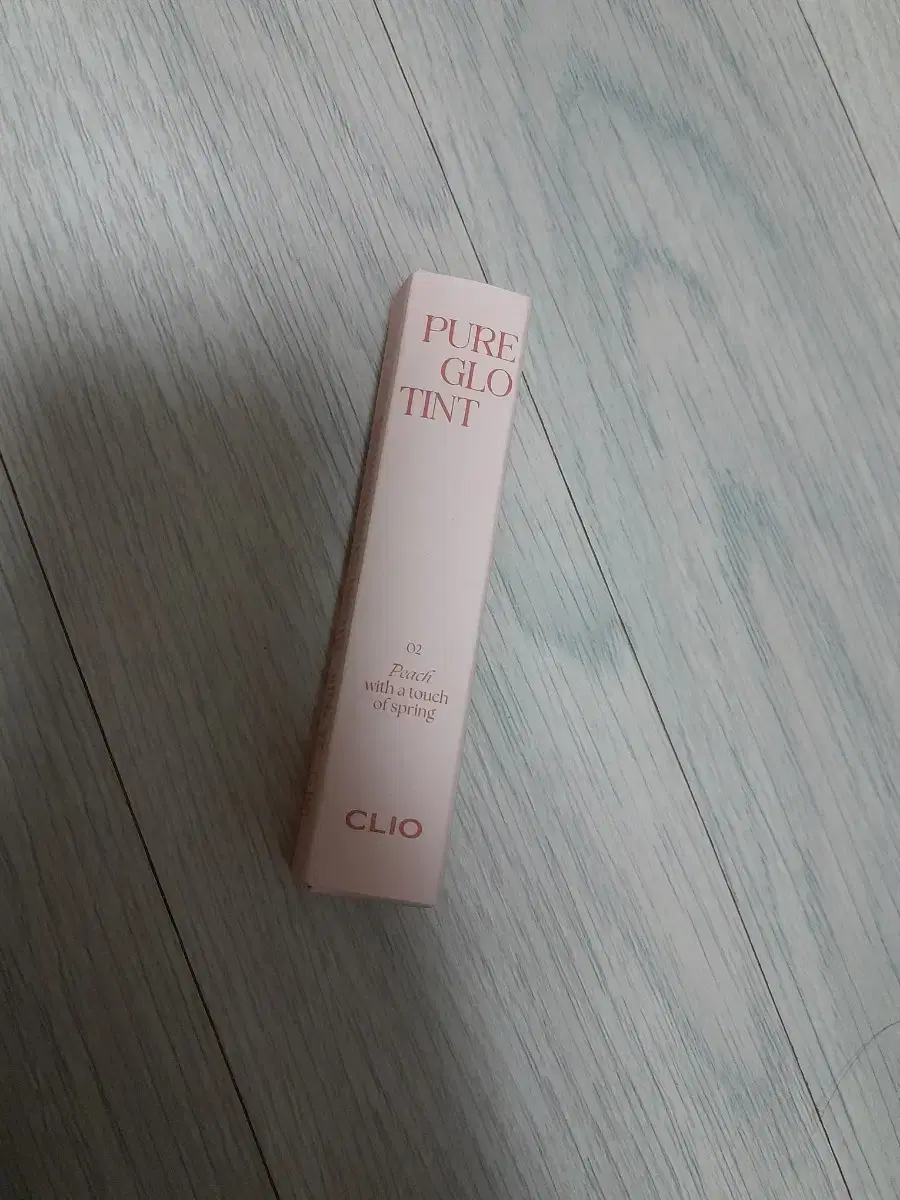 PURE
GLO
TINT
02
Peach
with a touch
of spring
CLIO